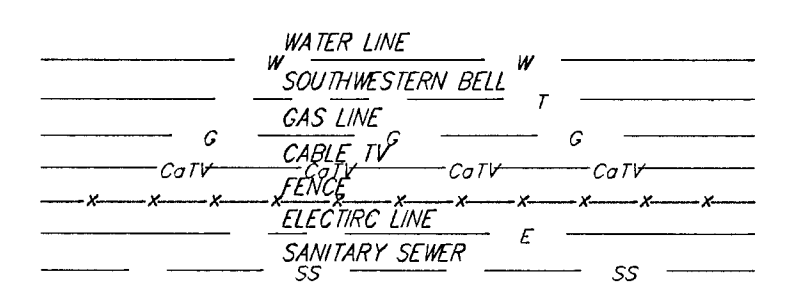 WATER LINE
W W
SOUTHWESTERN BELL
T
GAS LINE
G G G
CABLE TV
CaTV CaTV CaTV CaTV
FENCE
x x x x x x x x x x x
ELECTIRC LINE
E
SANITARY SEWER
SS SS